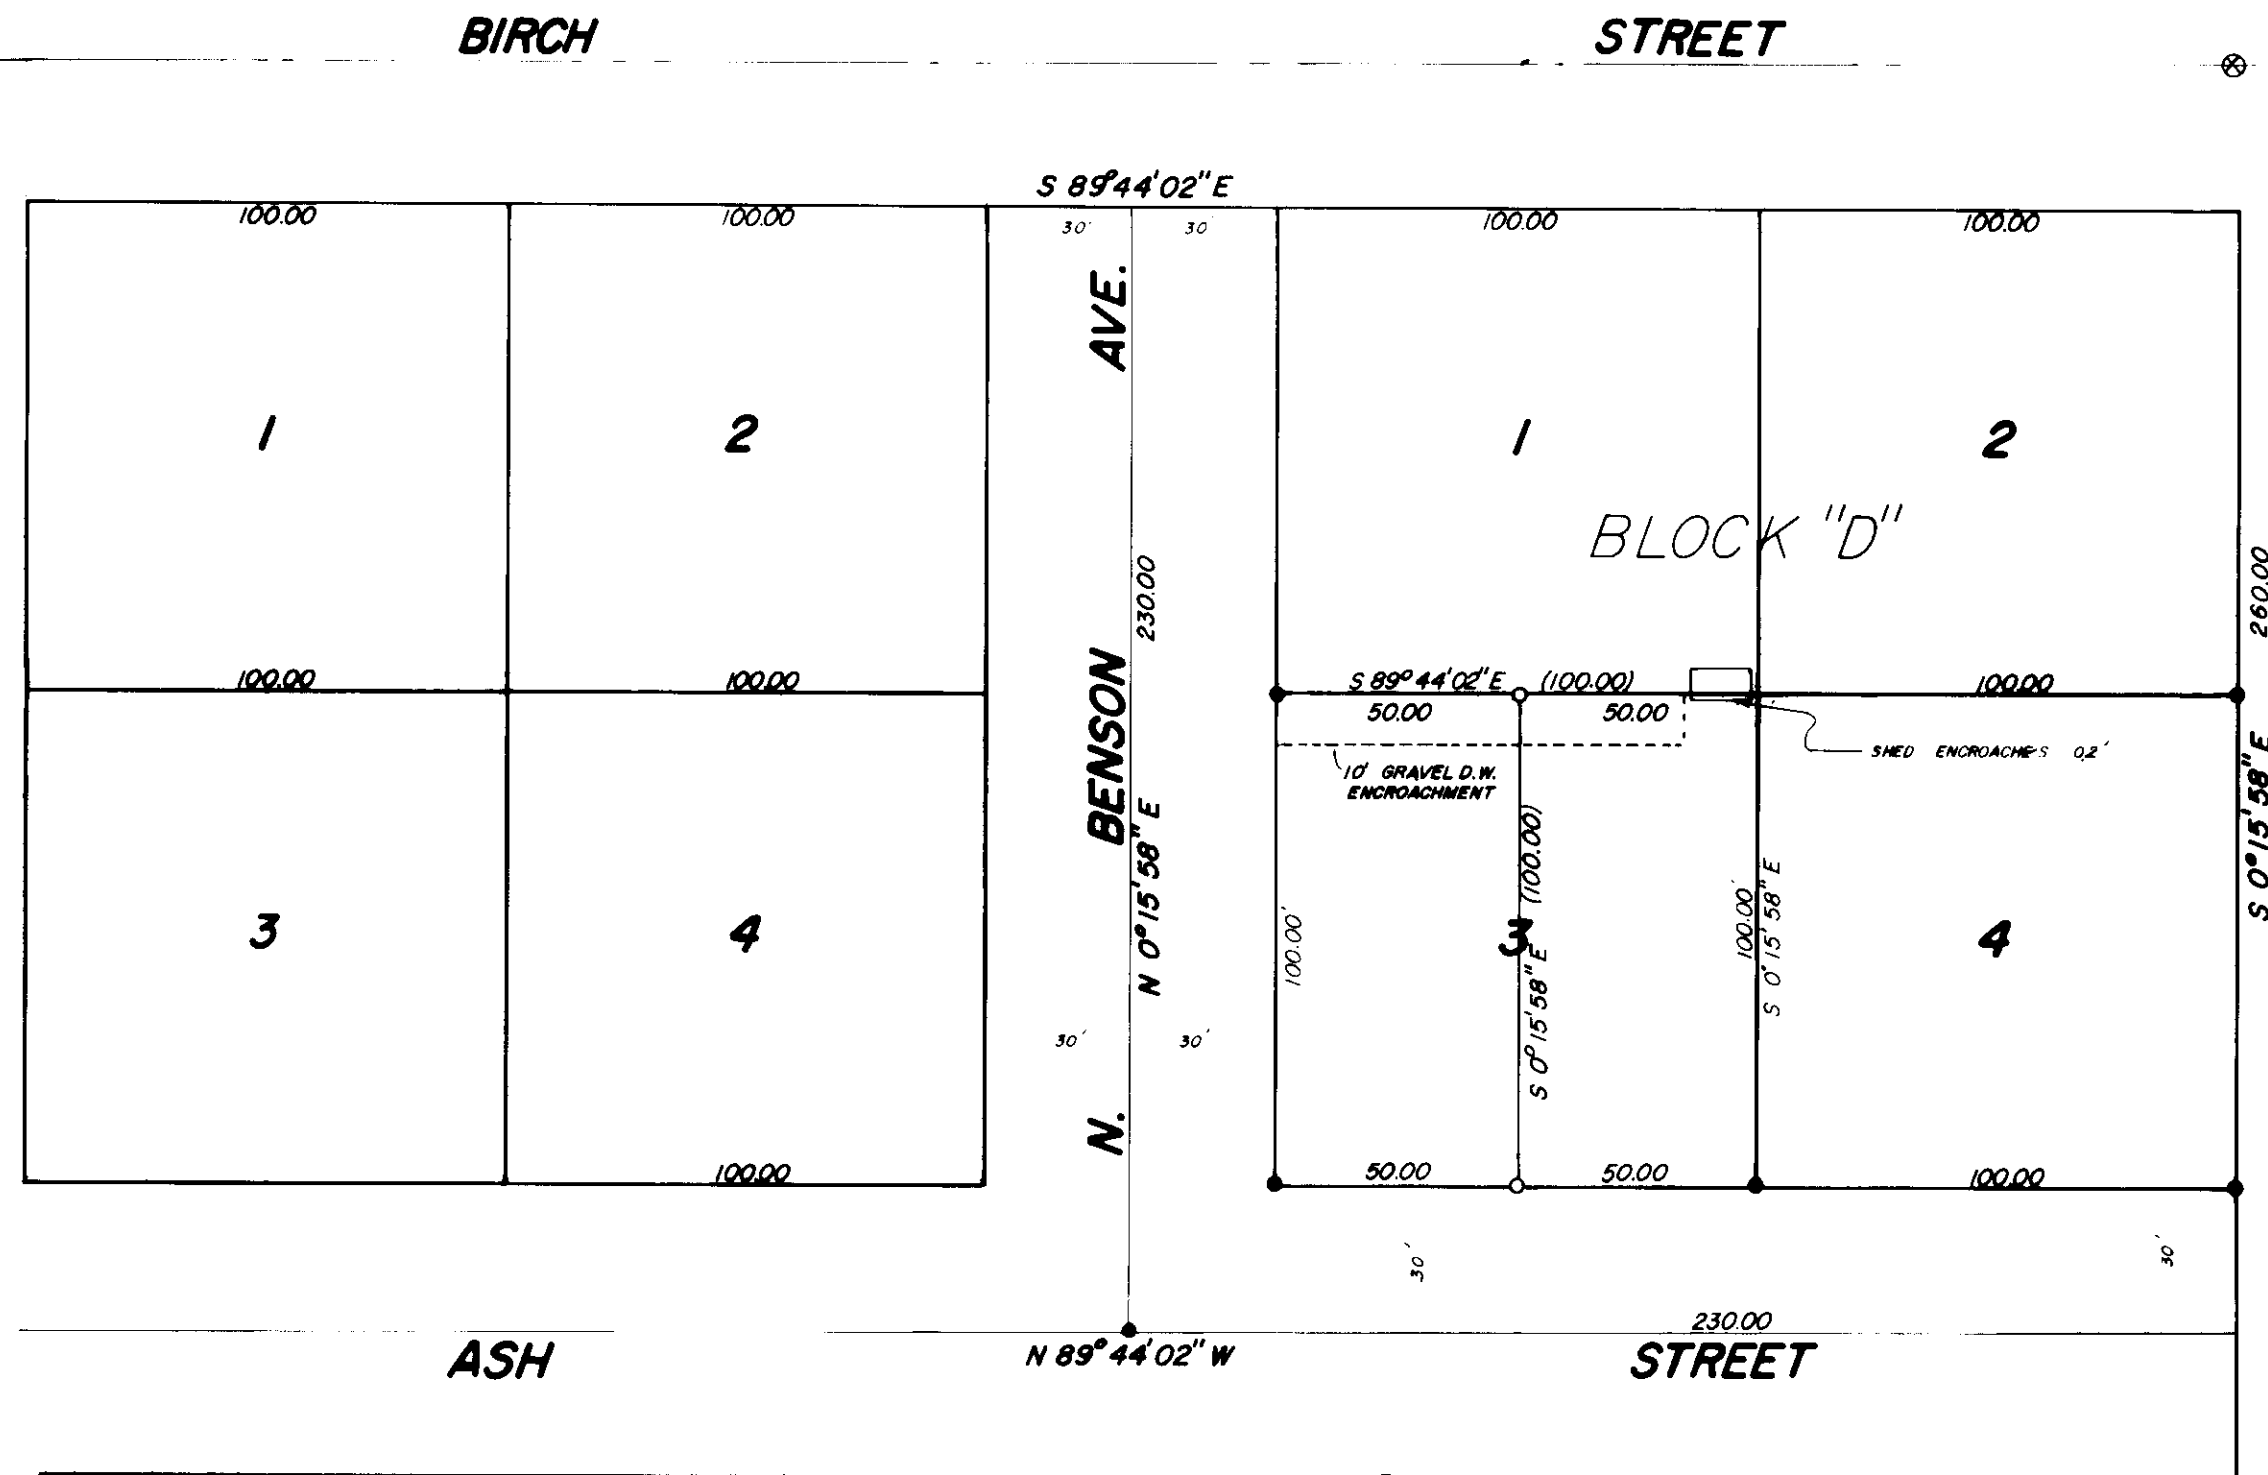 BIRCH STREET
S 89°44'02" E
100.00 100.00 100.00 100.00
30' 30'
N. BENSON AVE.
230.00
N 0°15'58" E
1 2 1 2
BLOCK "D"
260.00
S 0°15'58" E
100.00 100.00 S 89°44'02" E (100.00) 100.00
50.00 50.00
SHED ENCROACHES 0.2'
10' GRAVEL D.W.
ENCROACHMENT
(100.00)
S 0°15'58" E
100.00'
100.00'
S 0°15'58" E
3 4 3 4
30' 30'
100.00 50.00 50.00 100.00
30' 30'
230.00
N 89°44'02" W
ASH STREET